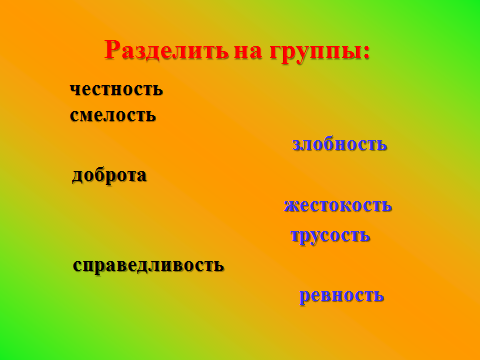 Разделить на группы:
честность
смелость
злобность
доброта
жестокость
трусость
справедливость
ревность